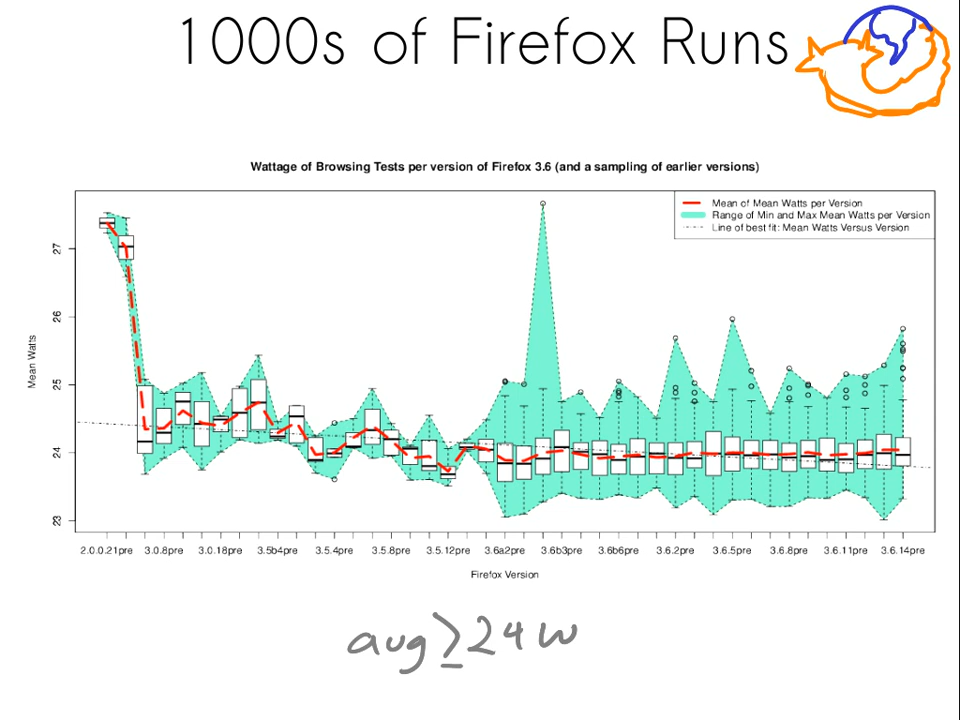 1000s of Firefox Runs
Wattage of Browsing Tests per version of Firefox 3.6 (and a sampling of earlier versions)
Mean of Mean Watts per Version
Range of Min and Max Mean Watts per Version
Line of best fit: Mean Watts Versus Version
27
26
25
24
23
Mean Watts
2.0.0.21pre 3.0.8pre 3.0.18pre 3.5b4pre 3.5.4pre 3.5.8pre 3.5.12pre 3.6a2pre 3.6b3pre 3.6b6pre 3.6.2pre 3.6.5pre 3.6.8pre 3.6.11pre 3.6.14pre
Firefox Version
avg ≥ 24 w